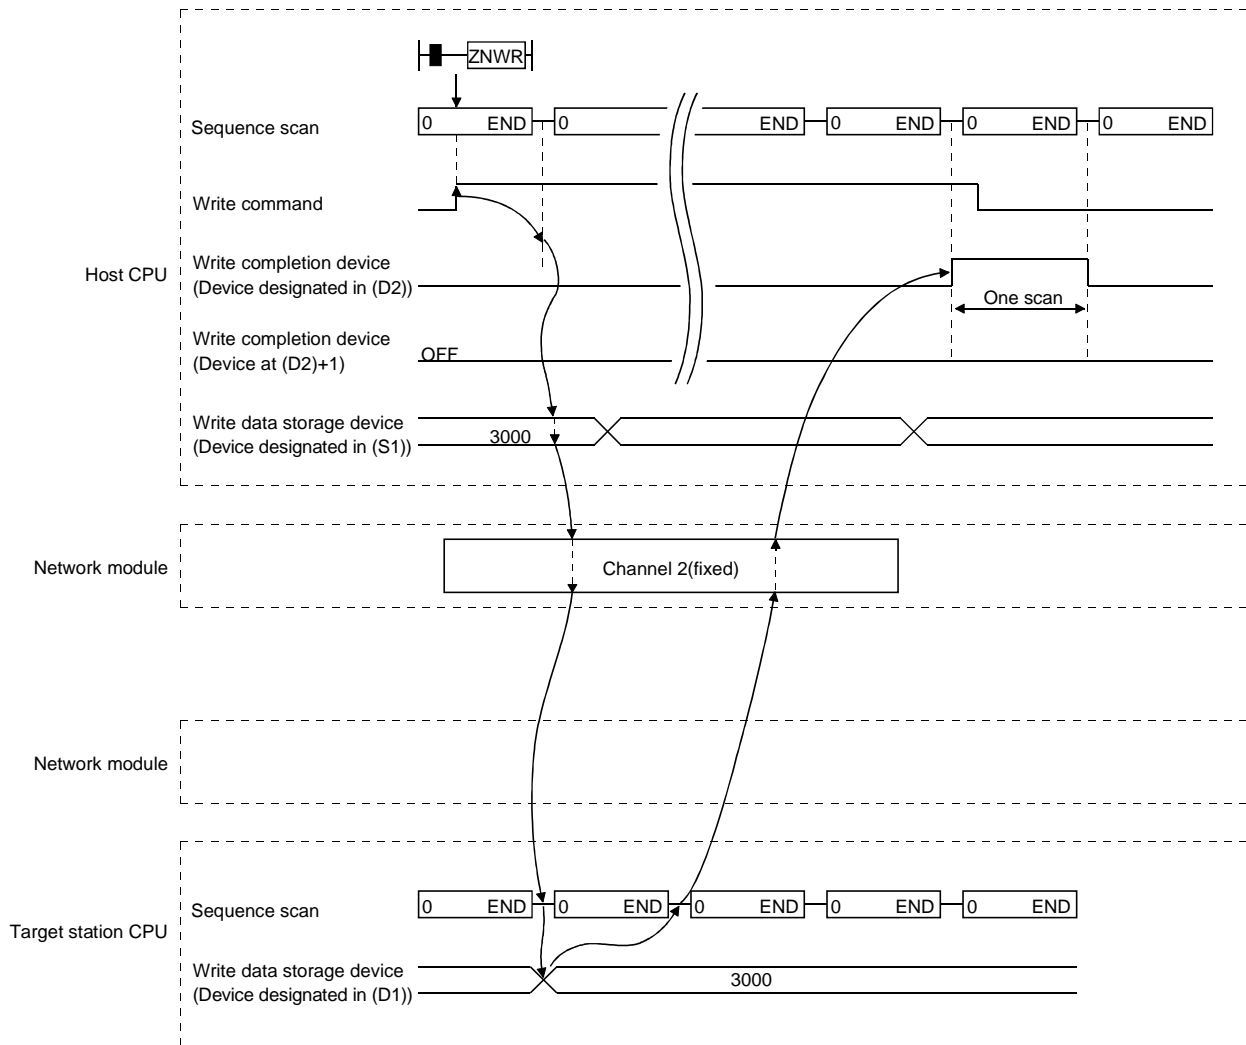 ZNWR
Sequence scan
0 END 0 END 0 END 0 END 0 END
Write command
Host CPU
Write completion device
(Device designated in (D2))
One scan
Write completion device
(Device at (D2)+1)
OFF
Write data storage device
(Device designated in (S1))
3000
Network module
Channel 2(fixed)
Network module
Target station CPU
Sequence scan
0 END 0 END 0 END 0 END 0 END
Write data storage device
(Device designated in (D1))
3000